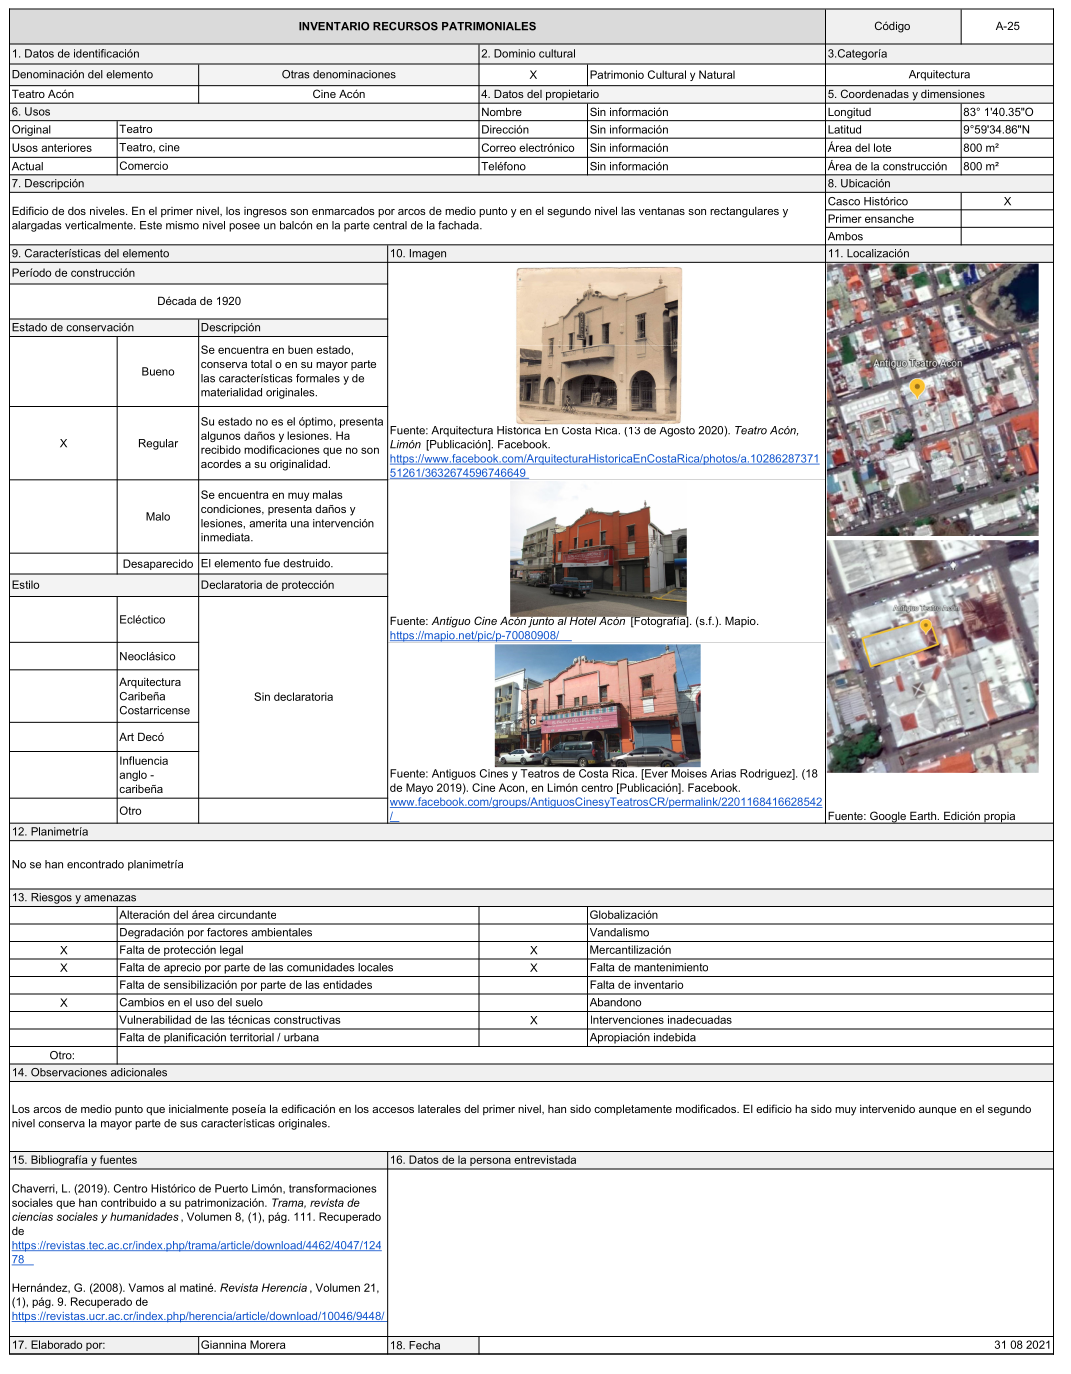 INVENTARIO RECURSOS PATRIMONIALES
Código
A-25
1. Datos de identificación
2. Dominio cultural
3.Categoría
Denominación del elemento
Otras denominaciones
X
Patrimonio Cultural y Natural
Arquitectura
Teatro Acón
Cine Acón
4. Datos del propietario
5. Coordenadas y dimensiones
6. Usos
Nombre
Sin información
Longitud
83° 1'40.35"O
Original
Teatro
Dirección
Sin información
Latitud
9°59'34.86"N
Usos anteriores
Teatro, cine
Correo electrónico
Sin información
Área del lote
800 m²
Actual
Comercio
Teléfono
Sin información
Área de la construcción
800 m²
7. Descripción
8. Ubicación
Edificio de dos niveles. En el primer nivel, los ingresos son enmarcados por arcos de medio punto y en el segundo nivel las ventanas son rectangulares y
alargadas verticalmente. Este mismo nivel posee un balcón en la parte central de la fachada.
Casco Histórico
X
Primer ensanche
Ambos
9. Características del elemento
10. Imagen
11. Localización
Período de construcción
Década de 1920
Estado de conservación
Descripción
Bueno
Se encuentra en buen estado,
conserva total o en su mayor parte
las características formales y de
materialidad originales.
X
Regular
Su estado no es el óptimo, presenta
algunos daños y lesiones. Ha
recibido modificaciones que no son
acordes a su originalidad.
Malo
Se encuentra en muy malas
condiciones, presenta daños y
lesiones, amerita una intervención
inmediata.
Desaparecido
El elemento fue destruido.
Estilo
Declaratoria de protección
Ecléctico
Neoclásico
Arquitectura
Caribeña
Costarricense
Art Decó
Influencia
anglo -
caribeña
Otro
Sin declaratoria
Fuente: Arquitectura Histórica En Costa Rica. (13 de Agosto 2020). Teatro Acón,
Limón [Publicación]. Facebook.
https://www.facebook.com/ArquitecturaHistoricaEnCostaRica/photos/a.10286287371
51261/3632674596746649
Fuente: Antiguo Cine Acón junto al Hotel Acón [Fotografía]. (s.f.). Mapio.
https://mapio.net/pic/p-70080908/
Fuente: Antiguos Cines y Teatros de Costa Rica. [Ever Moises Arias Rodriguez]. (18
de Mayo 2019). Cine Acon, en Limón centro [Publicación]. Facebook.
www.facebook.com/groups/AntiguosCinesyTeatrosCR/permalink/2201168416628542
/
Antiguo Teatro Acón
Antiguo Teatro Acón
Fuente: Google Earth. Edición propia
12. Planimetría
No se han encontrado planimetría
13. Riesgos y amenazas
Alteración del área circundante
Globalización
Degradación por factores ambientales
Vandalismo
X
Falta de protección legal
X
Mercantilización
X
Falta de aprecio por parte de las comunidades locales
X
Falta de mantenimiento
Falta de sensibilización por parte de las entidades
Falta de inventario
X
Cambios en el uso del suelo
Abandono
Vulnerabilidad de las técnicas constructivas
X
Intervenciones inadecuadas
Falta de planificación territorial / urbana
Apropiación indebida
Otro:
14. Observaciones adicionales
Los arcos de medio punto que inicialmente poseía la edificación en los accesos laterales del primer nivel, han sido completamente modificados. El edificio ha sido muy intervenido aunque en el segundo
nivel conserva la mayor parte de sus características originales.
15. Bibliografía y fuentes
16. Datos de la persona entrevistada
Chaverri, L. (2019). Centro Histórico de Puerto Limón, transformaciones
sociales que han contribuido a su patrimonización. Trama, revista de
ciencias sociales y humanidades , Volumen 8, (1), pág. 111. Recuperado
de
https://revistas.tec.ac.cr/index.php/trama/article/download/4462/4047/124
78
Hernández, G. (2008). Vamos al matiné. Revista Herencia , Volumen 21,
(1), pág. 9. Recuperado de
https://revistas.ucr.ac.cr/index.php/herencia/article/download/10046/9448/
17. Elaborado por:
Giannina Morera
18. Fecha
31 08 2021